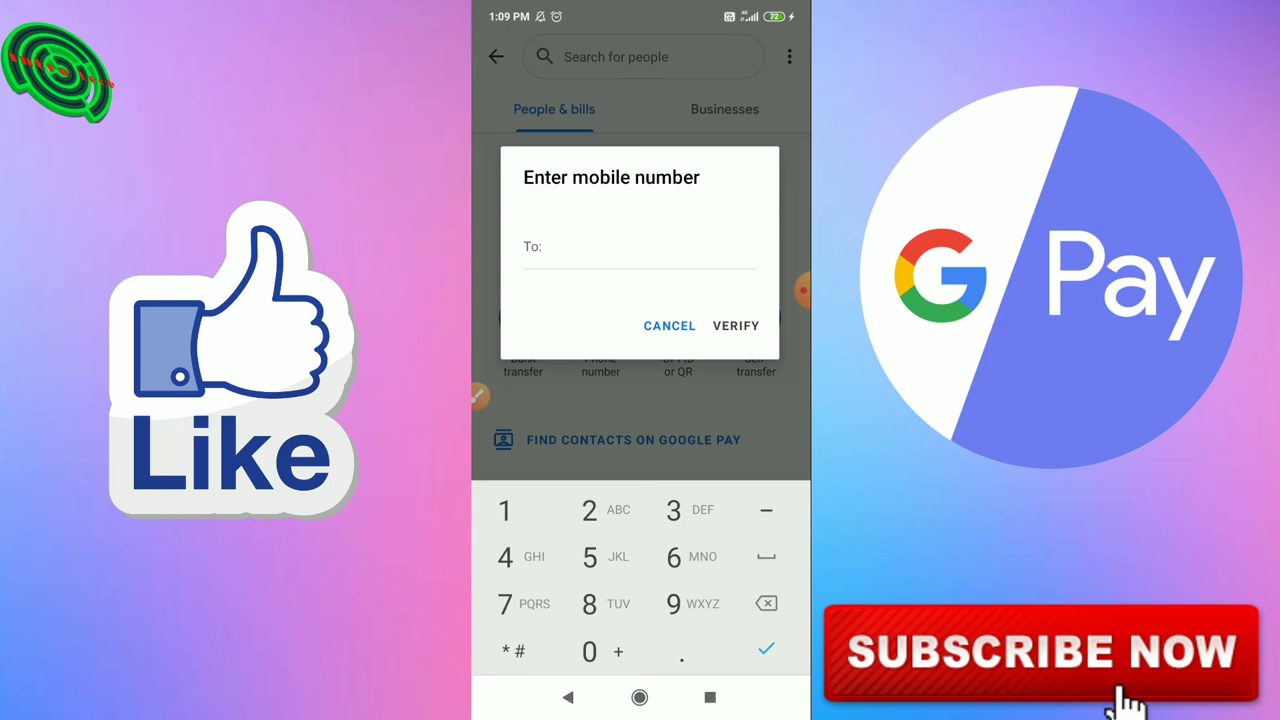 1:09 PM
4G
72
Search for people
People & bills
Businesses
Enter mobile number
To:
CANCEL VERIFY
transfer
number
or QR
transfer
FIND CONTACTS ON GOOGLE PAY
1 2 ABC 3 DEF –
4 GHI 5 JKL 6 MNO
7 PQRS 8 TUV 9 WXYZ
* # 0 + .
Like
G Pay
SUBSCRIBE NOW